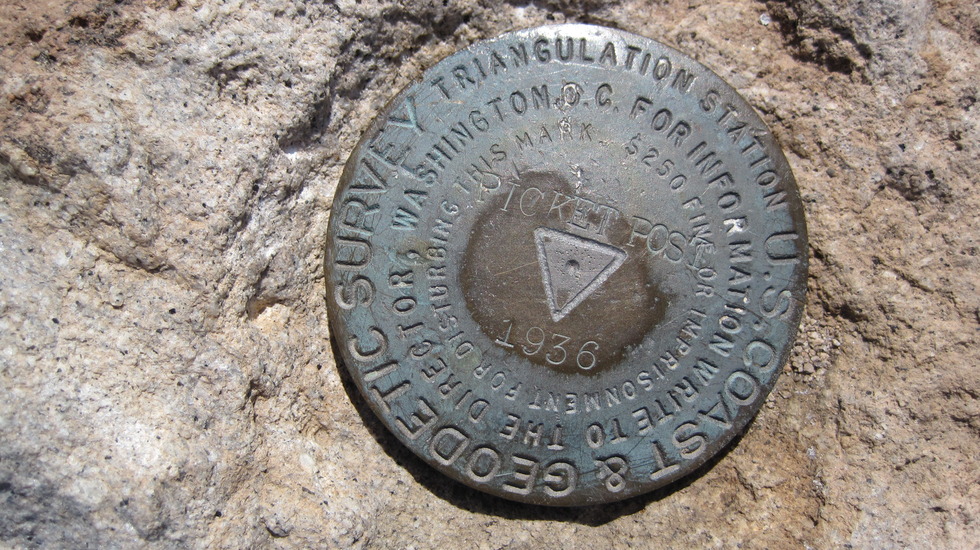 U.S. COAST & GEODETIC SURVEY
TRIANGULATION STATION
FOR INFORMATION WRITE TO THE DIRECTOR, WASHINGTON, D.C.
$250 FINE OR IMPRISONMENT FOR DISTURBING THIS MARK
PICKET POST
1936